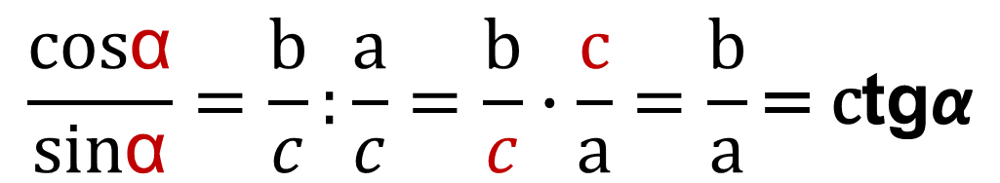 cosα/sinα = b/c : a/c = b/c · c/a = b/a = ctgα